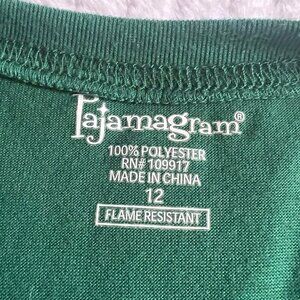 Pajamagram®
100% POLYESTER
RN# 109917
MADE IN CHINA
12
FLAME RESISTANT